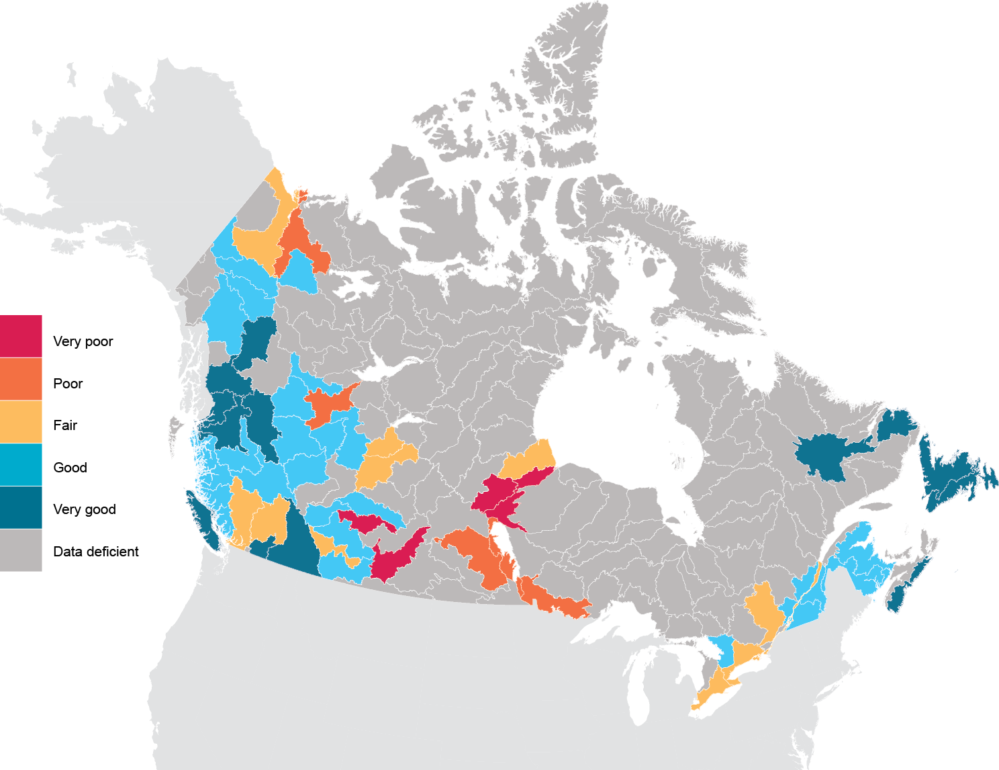 Very poor
Poor
Fair
Good
Very good
Data deficient